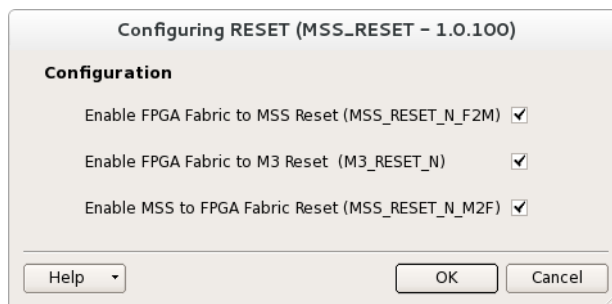 Configuring RESET (MSS_RESET - 1.0.100)
Configuration
Enable FPGA Fabric to MSS Reset (MSS_RESET_N_F2M)
Enable FPGA Fabric to M3 Reset (M3_RESET_N)
Enable MSS to FPGA Fabric Reset (MSS_RESET_N_M2F)
Help OK Cancel